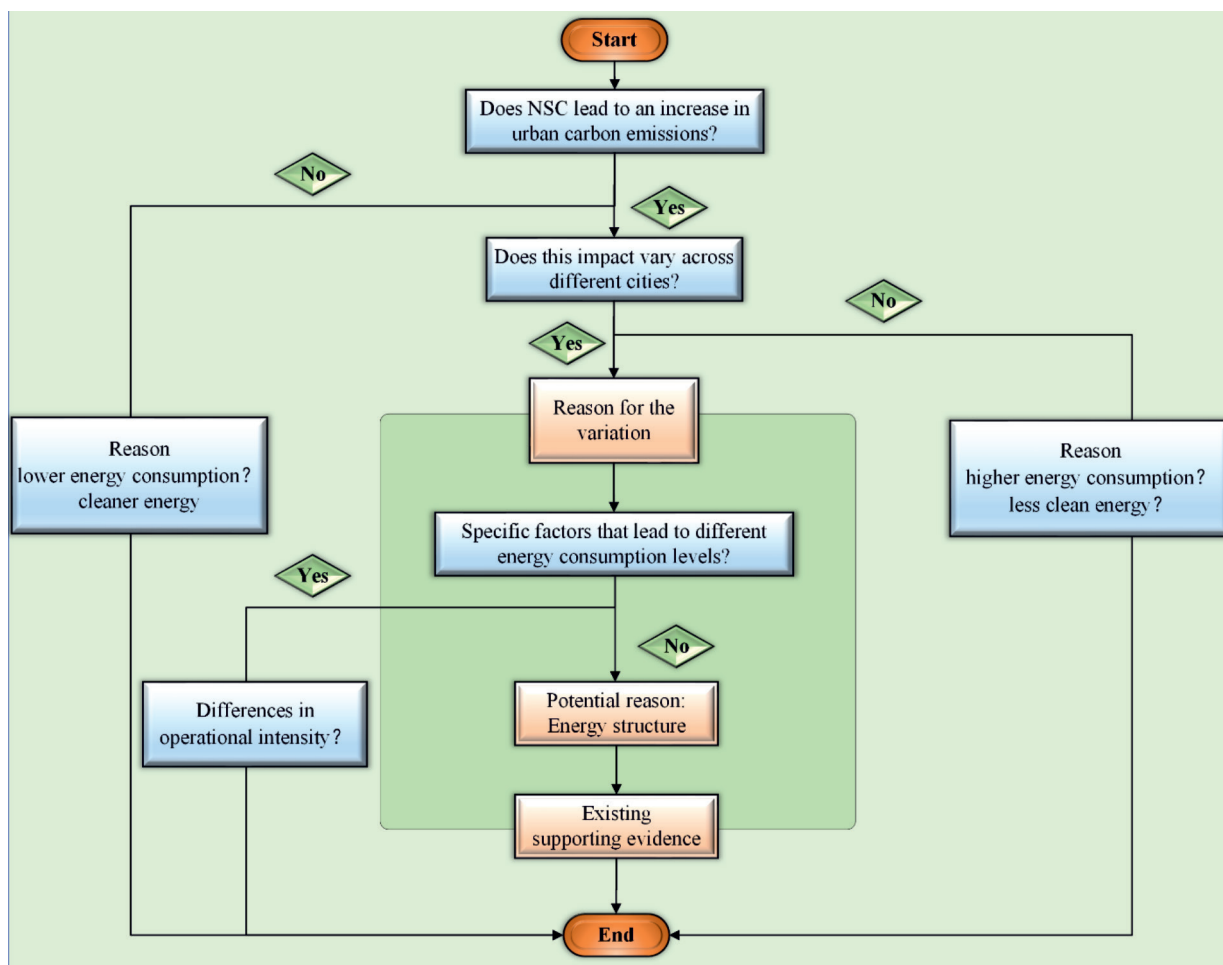 Start
Does NSC lead to an increase in
urban carbon emissions?
No
Yes
Does this impact vary across
different cities?
No
Yes
Reason for the
variation
Reason
lower energy consumption?
cleaner energy
Reason
higher energy consumption?
less clean energy?
Specific factors that lead to different
energy consumption levels?
Yes
No
Differences in
operational intensity?
Potential reason:
Energy structure
Existing
supporting evidence
End